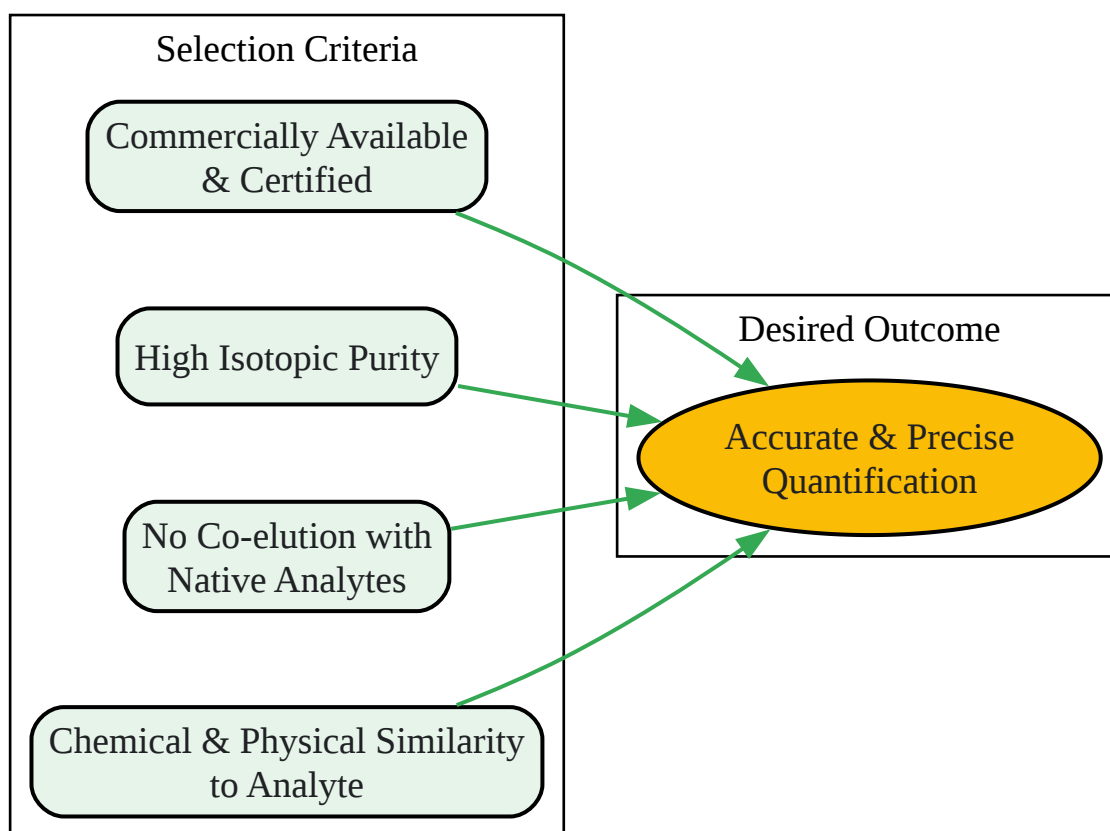 Selection Criteria
Commercially Available
& Certified
High Isotopic Purity
No Co-elution with
Native Analytes
Chemical & Physical Similarity
to Analyte
Desired Outcome
Accurate & Precise
Quantification